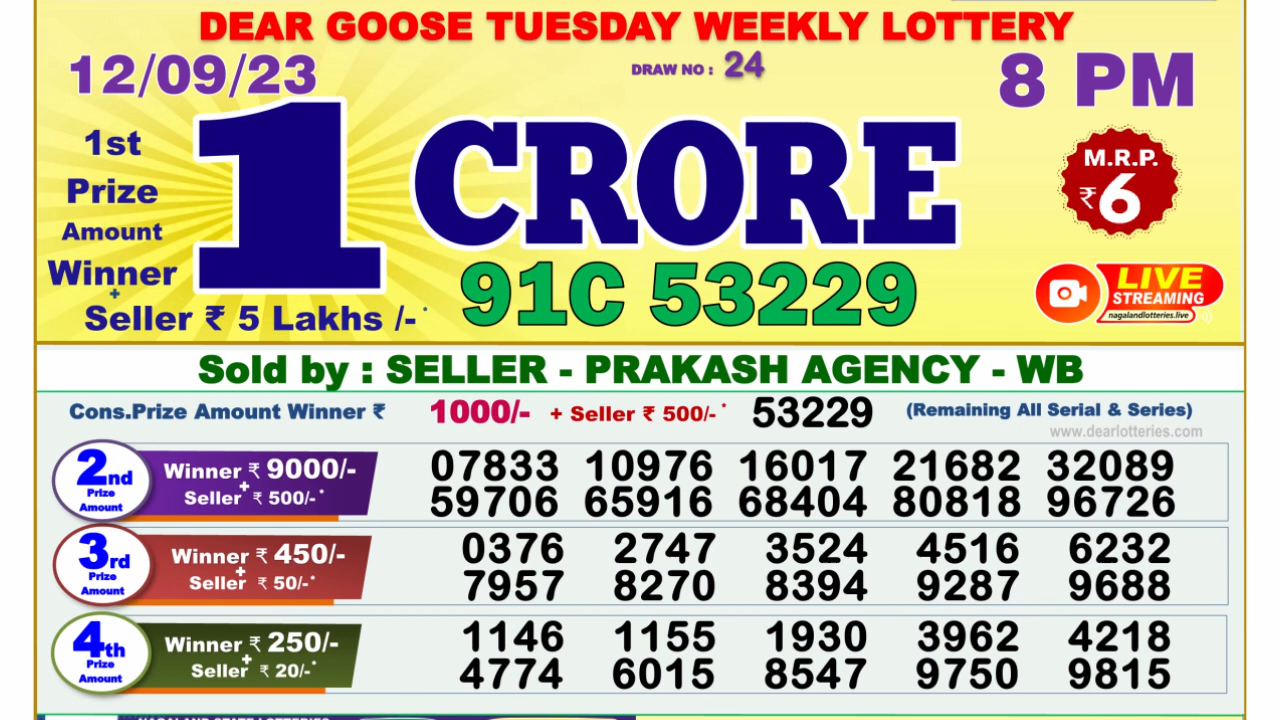 DEAR GOOSE TUESDAY WEEKLY LOTTERY
12/09/23
DRAW NO : 24
8 PM
1st
Prize
Amount
Winner
+
Seller ₹ 5 Lakhs /-*
1 CRORE
91C 53229
M.R.P.
₹6
LIVE
STREAMING
nagalandlotteries.live
Sold by : SELLER - PRAKASH AGENCY - WB
Cons.Prize Amount Winner ₹ 1000/- + Seller ₹ 500/-* 53229 (Remaining All Serial & Series)
www.dearlotteries.com
2nd
Prize
Amount
Winner ₹ 9000/-
+
Seller ₹ 500/-*
07833 10976 16017 21682 32089
59706 65916 68404 80818 96726
3rd
Prize
Amount
Winner ₹ 450/-
+
Seller ₹ 50/-*
0376 2747 3524 4516 6232
7957 8270 8394 9287 9688
4th
Prize
Amount
Winner ₹ 250/-
+
Seller ₹ 20/-*
1146 1155 1930 3962 4218
4774 6015 8547 9750 9815
NAGALAND STATE LOTTERIES